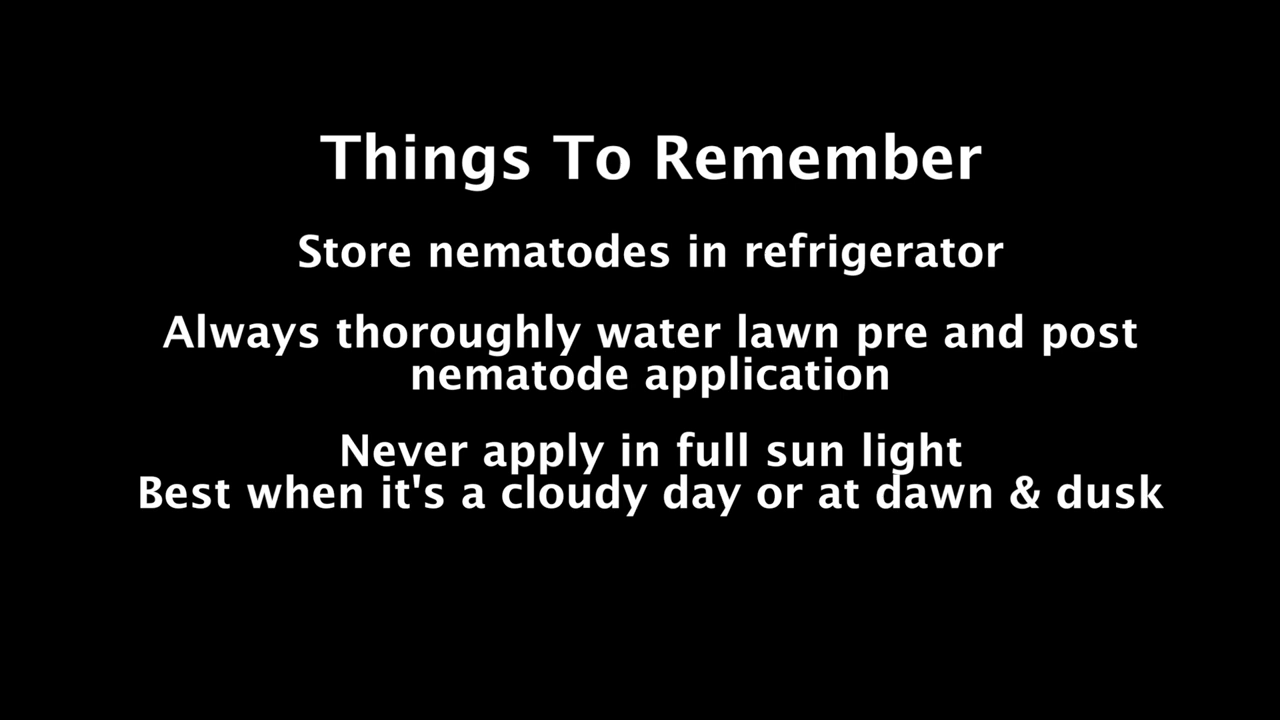 Things To Remember
Store nematodes in refrigerator
Always thoroughly water lawn pre and post
nematode application
Never apply in full sun light
Best when it's a cloudy day or at dawn & dusk